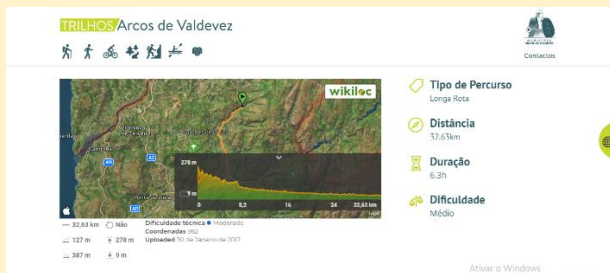 TRILHOS/Arcos de Valdevez
Contactos
wikiloc
278 m
9 m
0 8,2 16 24 32,63 km
A3
Tipo de Percurso
Longa Rota
Distância
32.63km
Duração
6.3h
Dificuldade
Médio
32,63 km Não
127 m 278 m
387 m 9 m
Dificuldade técnica Moderado
Coordenadas 962
Uploaded 30 de Janeiro de 2017
Ativar o Windows